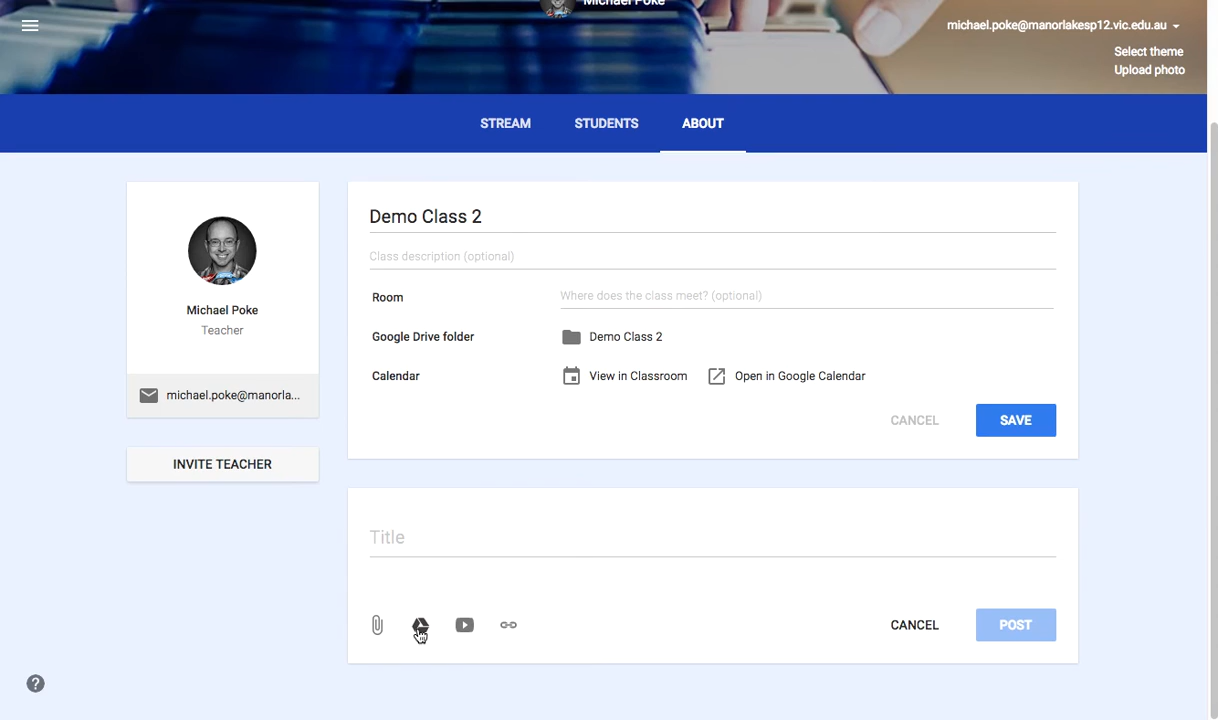 Michael Poke
michael.poke@manorlakesp12.vic.edu.au
Select theme
Upload photo
STREAM
STUDENTS
ABOUT
Michael Poke
Teacher
michael.poke@manorla...
INVITE TEACHER
Demo Class 2
Class description (optional)
Room
Where does the class meet? (optional)
Google Drive folder
Demo Class 2
Calendar
View in Classroom
Open in Google Calendar
CANCEL
SAVE
Title
CANCEL
POST